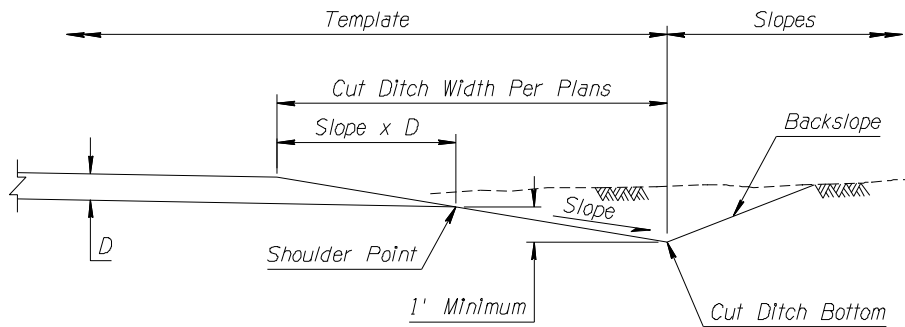 Template
Slopes
Cut Ditch Width Per Plans
Slope x D
Backslope
Slope
D
Shoulder Point
1' Minimum
Cut Ditch Bottom